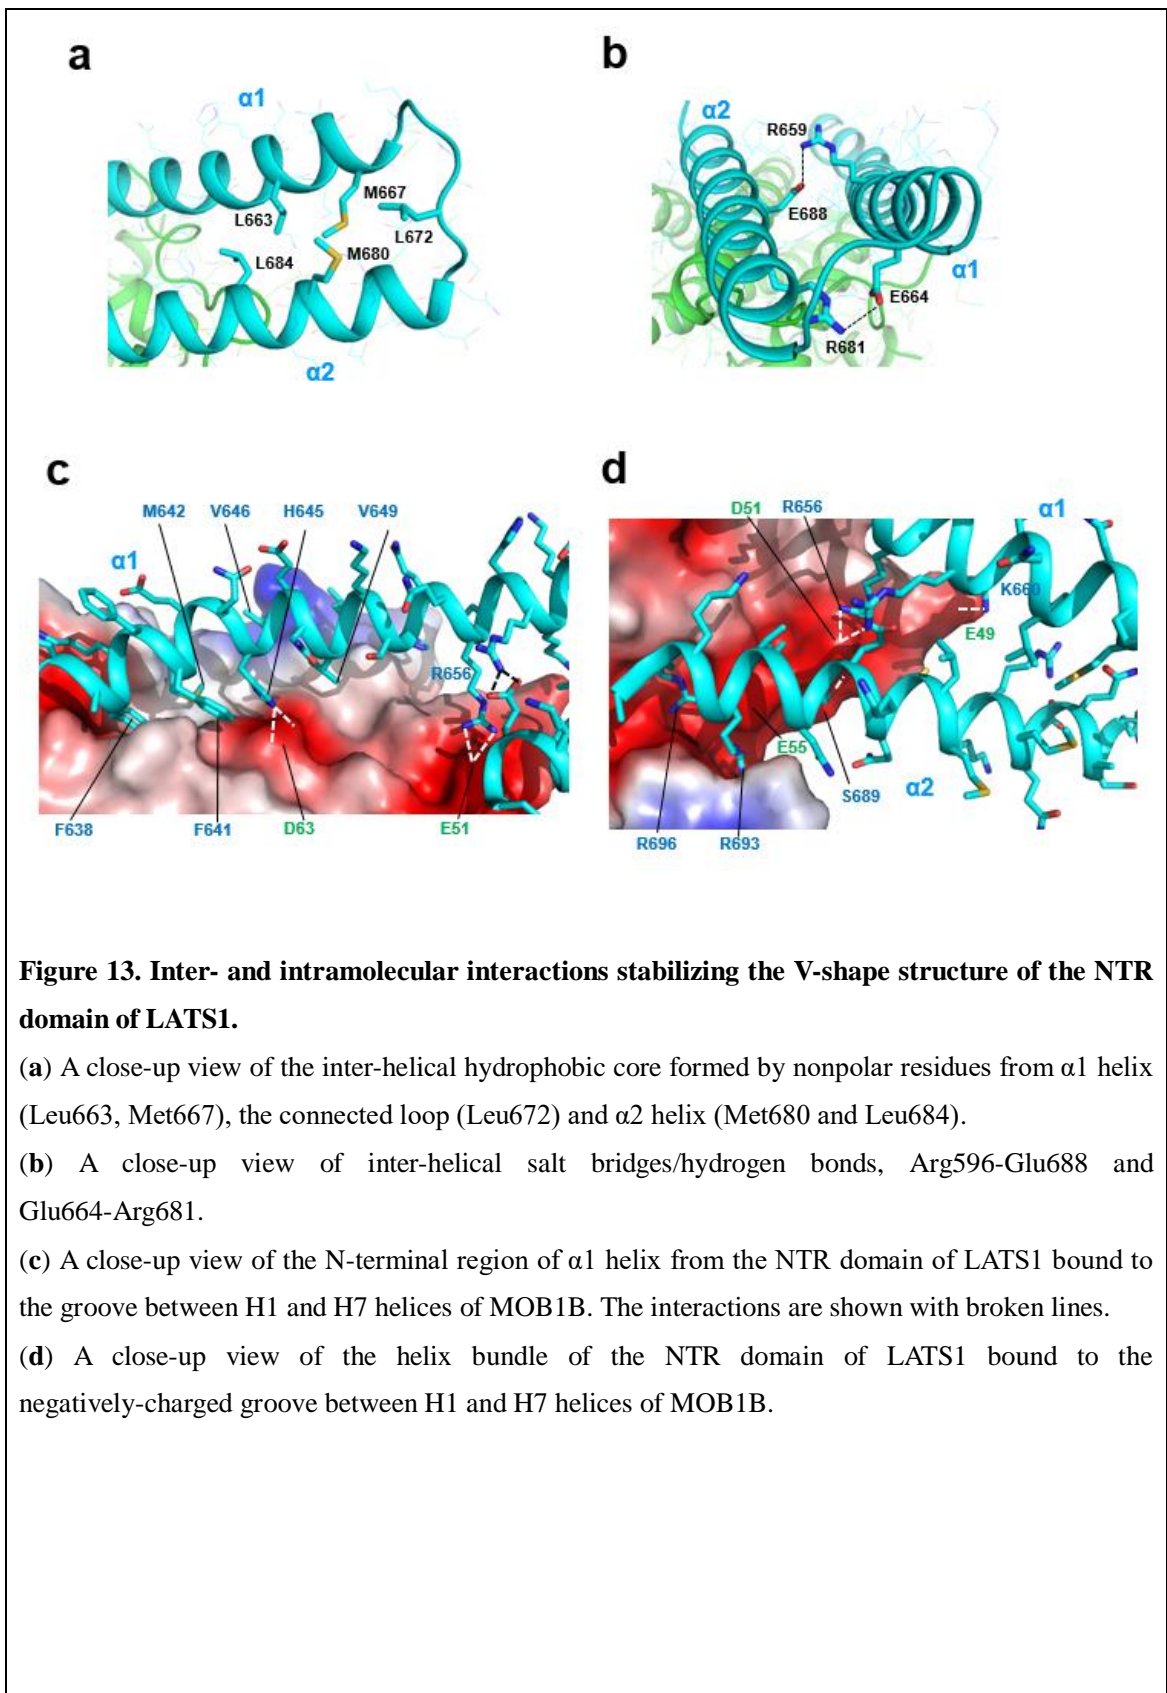 a
b
α1
α2
R659
M667
L663
L672
E688
L684
M680
α1
E664
R681
α2
c
d
M642 V646 H645 V649
D51 R656
α1
α1
K660
E49
R656
E55
S689
α2
F638 F641 D63 E51
R696 R693
Figure 13. Inter- and intramolecular interactions stabilizing the V-shape structure of the NTR
domain of LATS1.
(a) A close-up view of the inter-helical hydrophobic core formed by nonpolar residues from α1 helix
(Leu663, Met667), the connected loop (Leu672) and α2 helix (Met680 and Leu684).
(b) A close-up view of inter-helical salt bridges/hydrogen bonds, Arg596-Glu688 and
Glu664-Arg681.
(c) A close-up view of the N-terminal region of α1 helix from the NTR domain of LATS1 bound to
the groove between H1 and H7 helices of MOB1B. The interactions are shown with broken lines.
(d) A close-up view of the helix bundle of the NTR domain of LATS1 bound to the
negatively-charged groove between H1 and H7 helices of MOB1B.